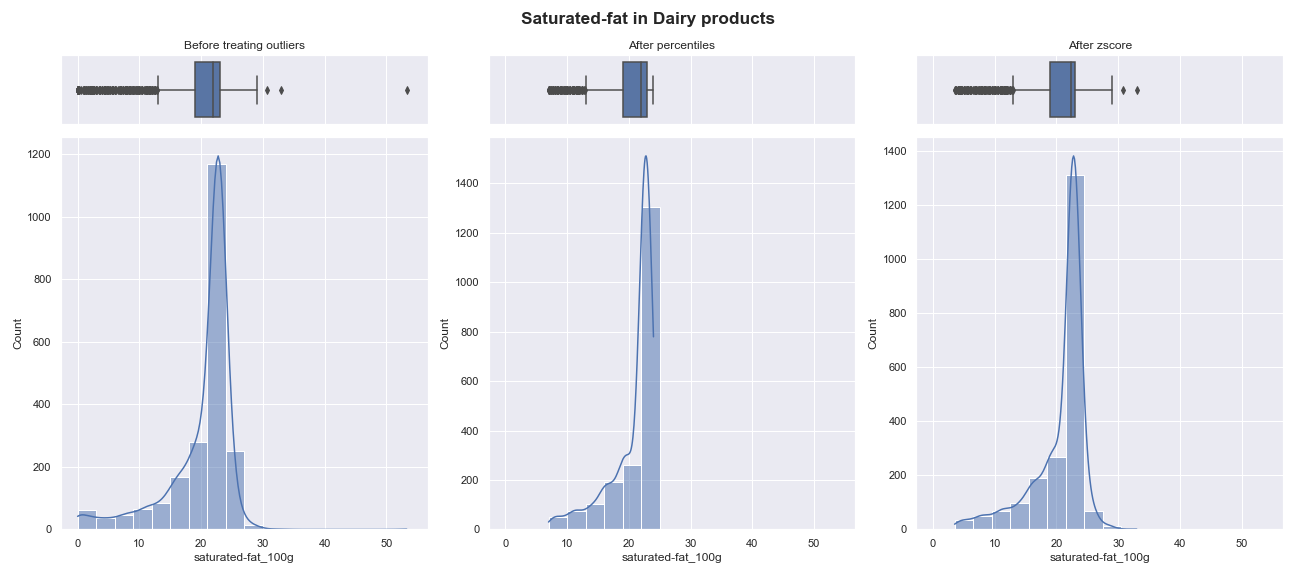 Saturated-fat in Dairy products
Before treating outliers
After percentiles
After zscore
1200
1000
800
600
400
200
0
Count
0 10 20 30 40 50
saturated-fat_100g
1400
1200
1000
800
600
400
200
0
Count
0 10 20 30 40 50
saturated-fat_100g
1400
1200
1000
800
600
400
200
0
Count
0 10 20 30 40 50
saturated-fat_100g